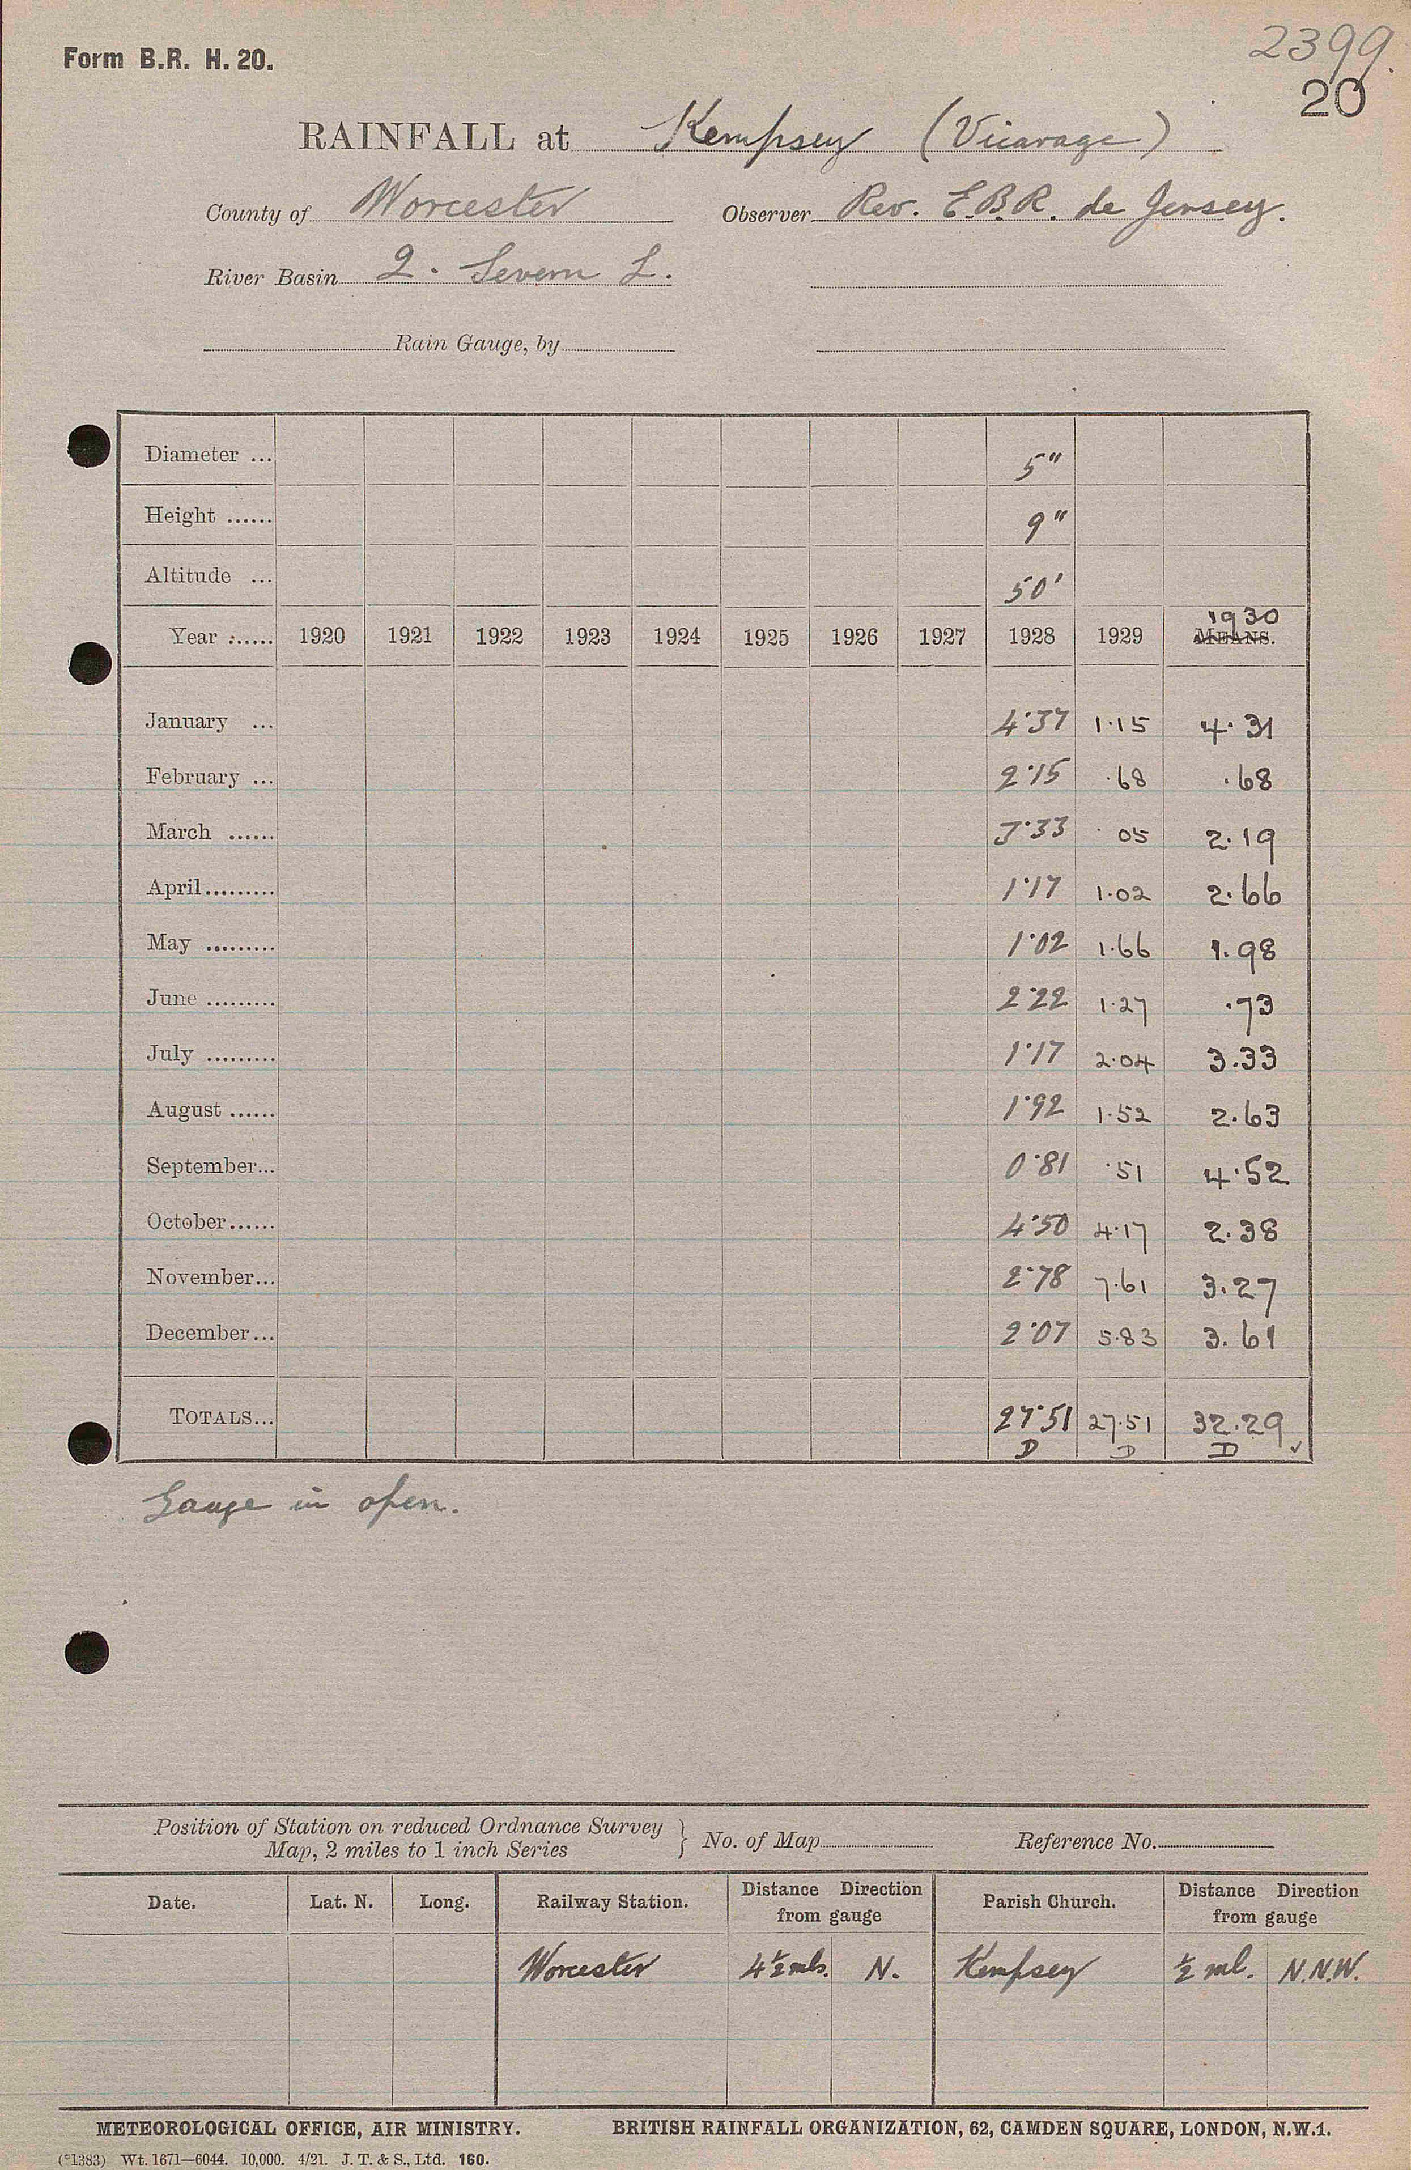 Form B.R. H. 20.
2399.
20
RAINFALL at Kempsey (Vicarage)
County of Worcester Observer Rev. E.B.R. de Jersey.
River Basin 2. Severn L.
Rain Gauge, by
Diameter ... 5"
Height ...... 9"
Altitude ... 50'
1930
Year ...... 1920 1921 1922 1923 1924 1925 1926 1927 1928 1929 MEANS.
January ... 4·37 1·15 4·31
February ... 2·15 ·68 ·68
March ...... 3·33 ·05 2·19
April......... 1·17 1·02 2·66
May ......... 1·02 1·66 1·98
June ......... 2·22 1·27 ·73
July ......... 1·17 2·04 3·33
August ...... 1·92 1·52 2·63
September... 0·81 ·51 4·52
October...... 4·50 4·17 2·38
November... 2·78 7·61 3·27
December... 2·07 5·83 3·61
TOTALS... 27·51 27·51 32·29
D D D ✓
Gauge in open.
Position of Station on reduced Ordnance Survey
Map, 2 miles to 1 inch Series } No. of Map Reference No.
Date. Lat. N. Long. Railway Station. Distance Direction from gauge Parish Church. Distance Direction from gauge
Worcester 4½ mls. N. Kempsey ½ ml. N.N.W.
METEOROLOGICAL OFFICE, AIR MINISTRY. BRITISH RAINFALL ORGANIZATION, 62, CAMDEN SQUARE, LONDON, N.W.1.
(*1383) Wt. 1671—6044. 10,000. 4/21. J. T. & S., Ltd. 160.